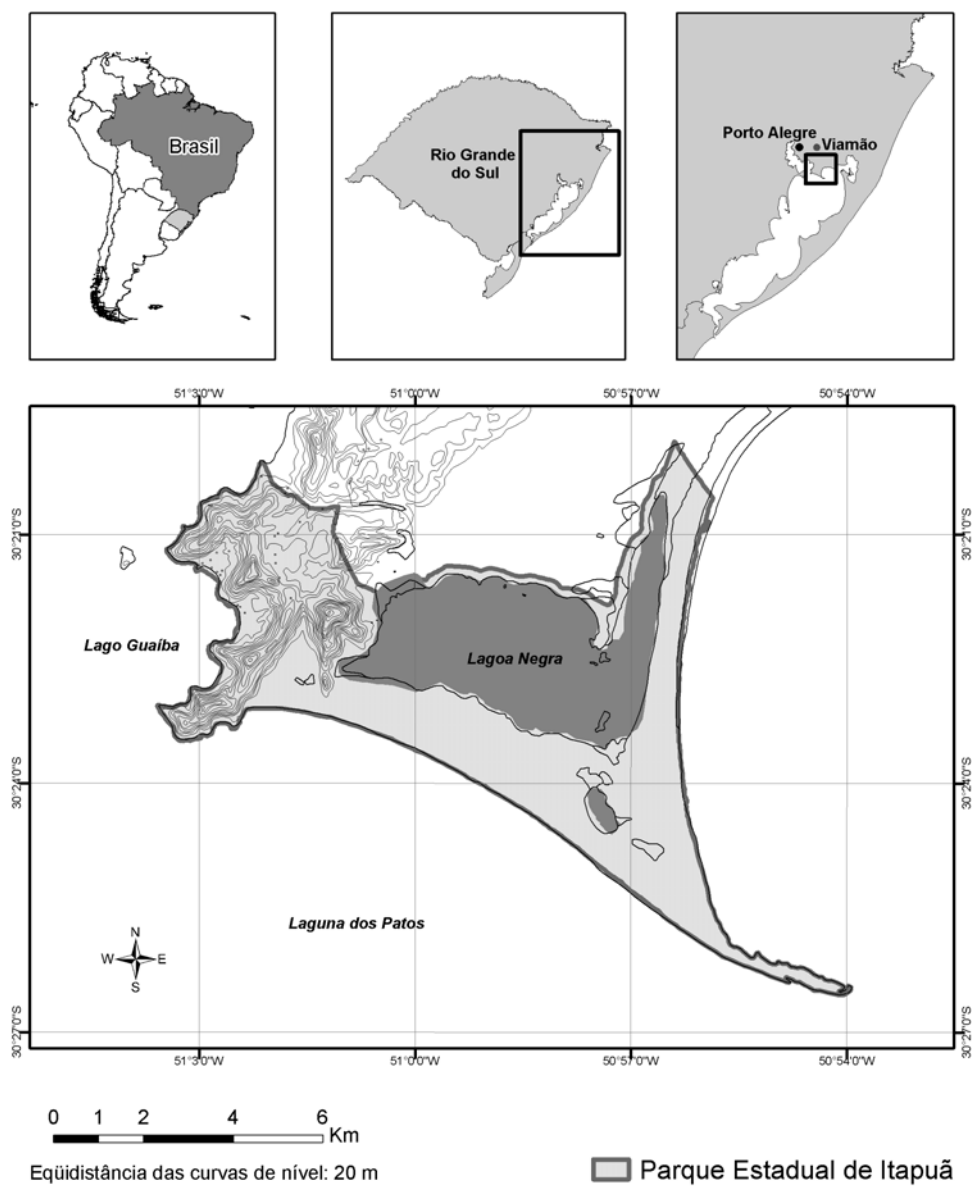 Brasil
Rio Grande
do Sul
Porto Alegre
Viamão
51°3'0"W
51°0'0"W
50°57'0"W
50°54'0"W
30°21'0"S
30°21'0"S
Lago Guaíba
Lagoa Negra
30°24'0"S
30°24'0"S
Laguna dos Patos
N
W
E
S
30°27'0"S
30°27'0"S
51°3'0"W
51°0'0"W
50°57'0"W
50°54'0"W
0 1 2 4 6
Km
Eqüidistância das curvas de nível: 20 m
Parque Estadual de Itapuã